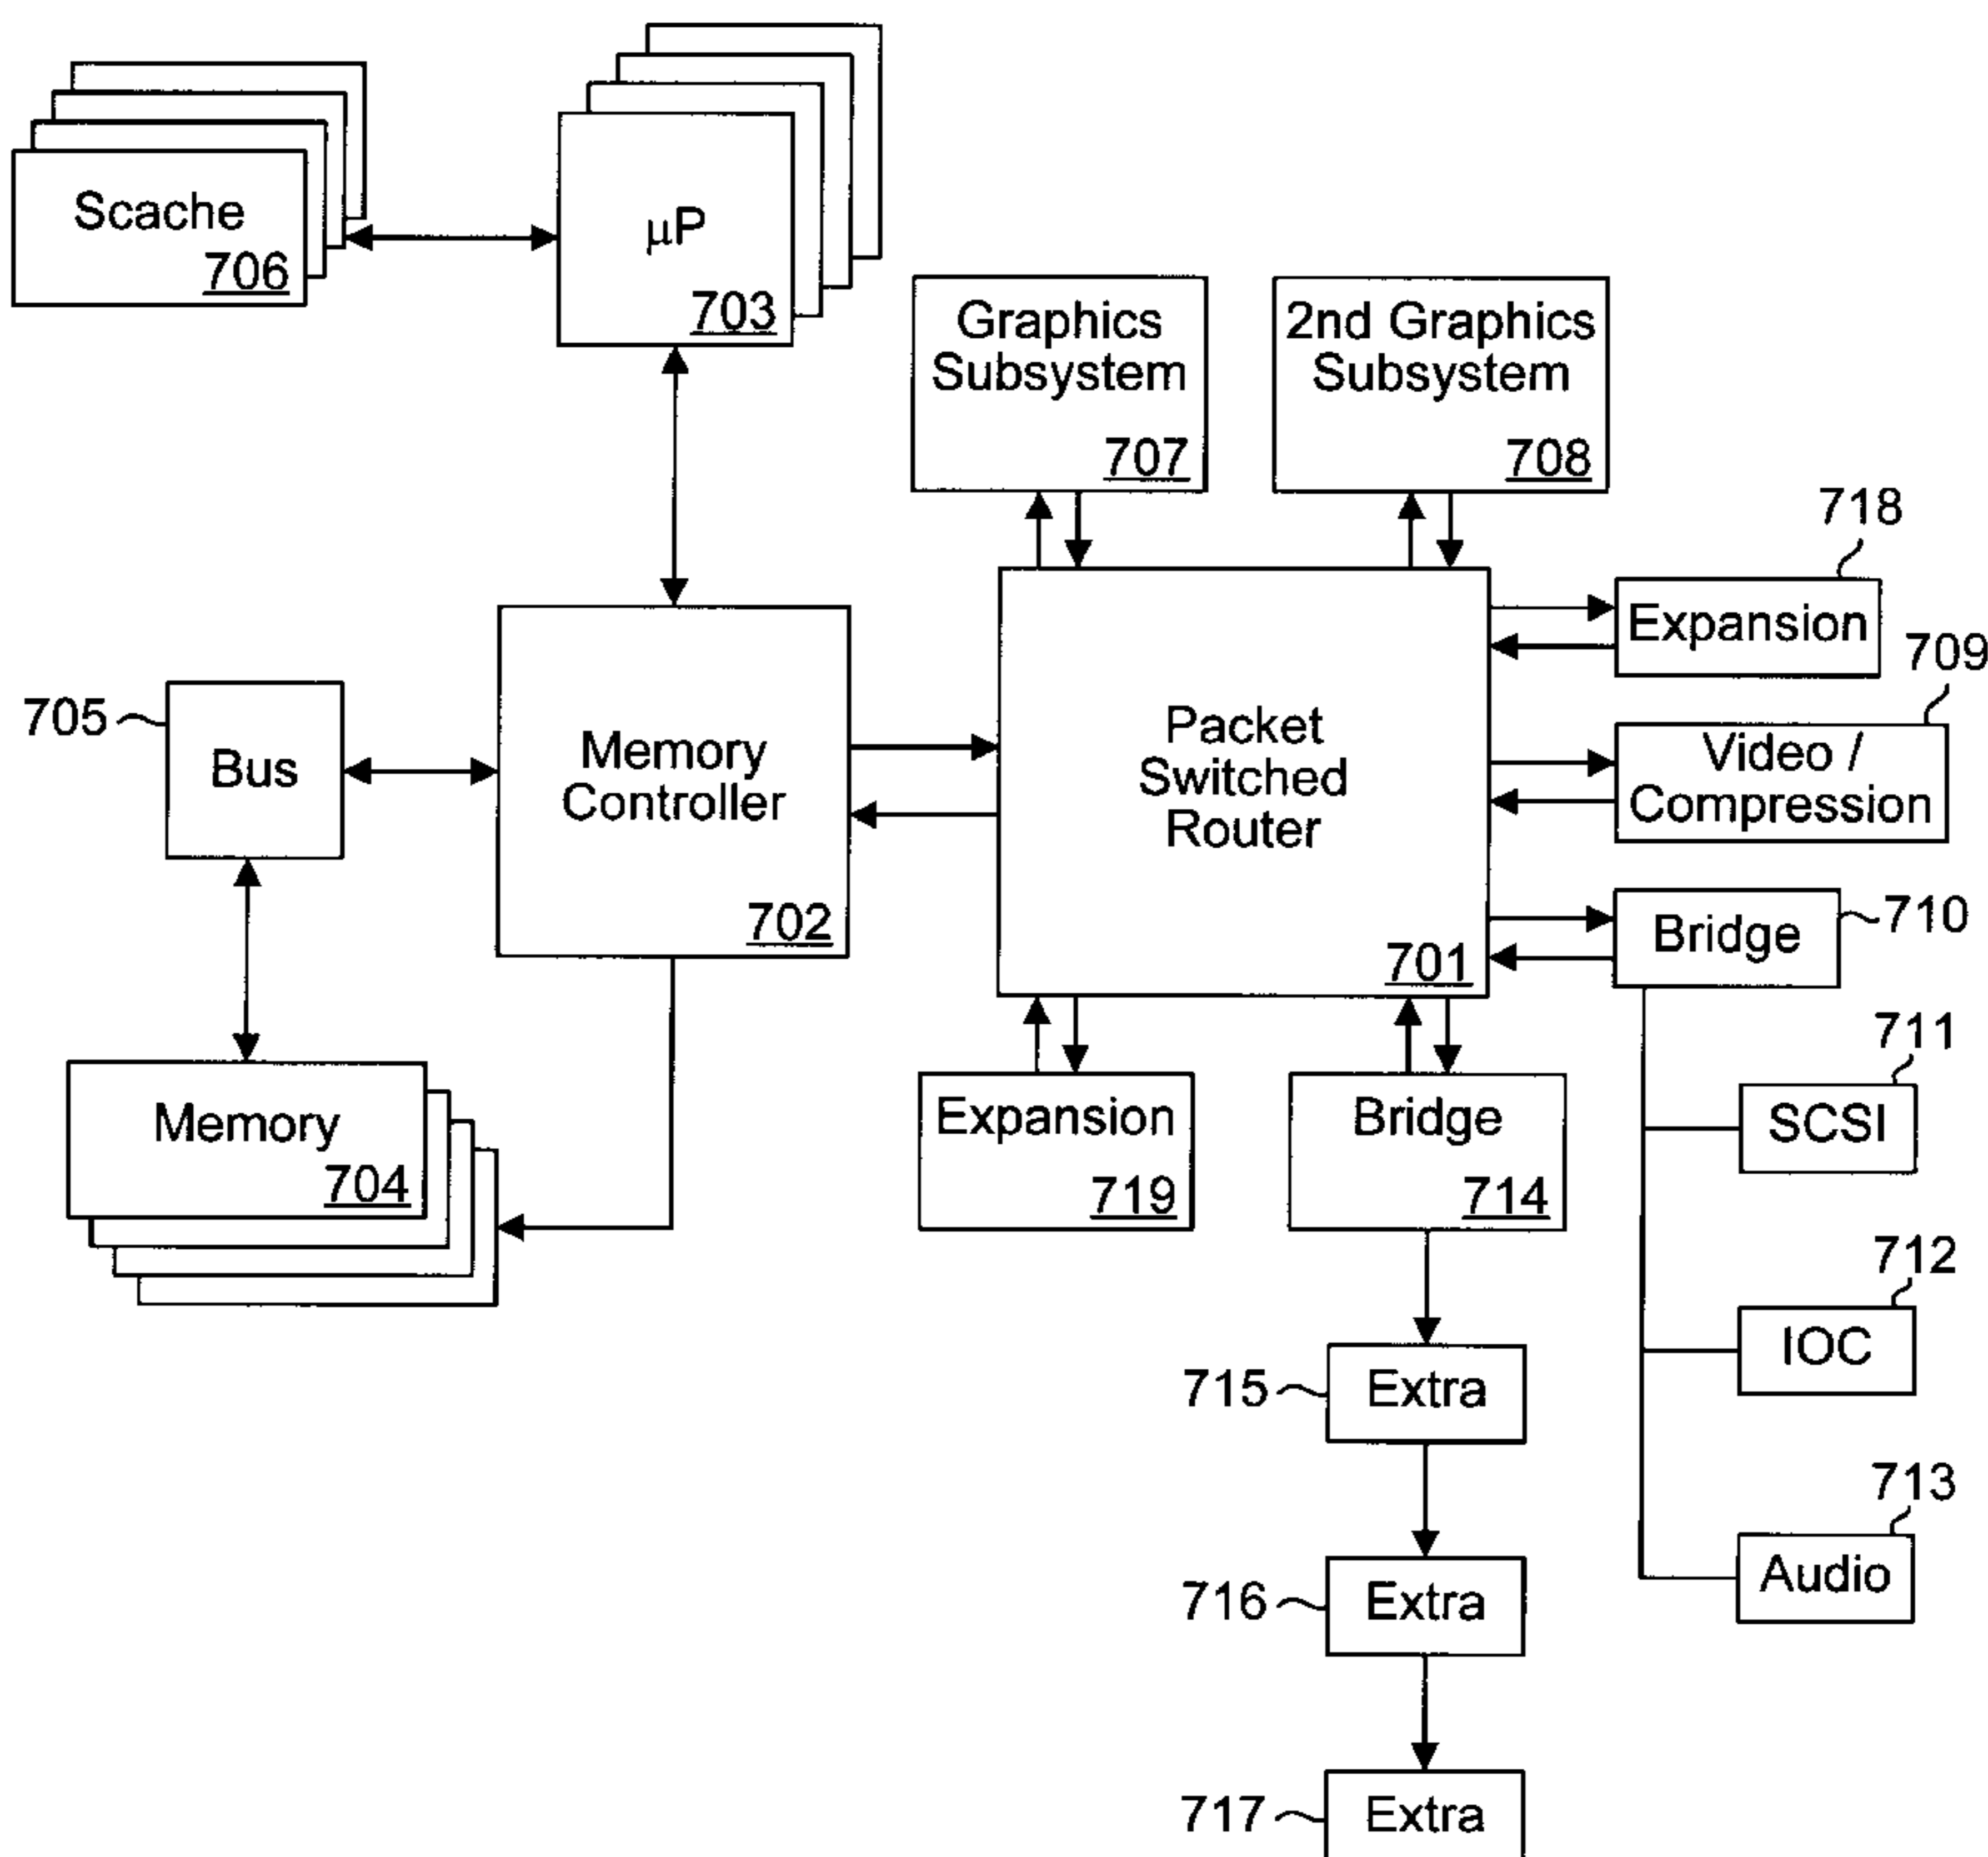 Scache
706
µP
703
Graphics
Subsystem
707
2nd Graphics
Subsystem
708
718
Expansion
709
Video /
Compression
705
Bus
Memory
Controller
702
Packet
Switched
Router
701
Bridge
710
711
SCSI
Memory
704
Expansion
719
Bridge
714
712
IOC
715
Extra
713
Audio
716
Extra
717
Extra